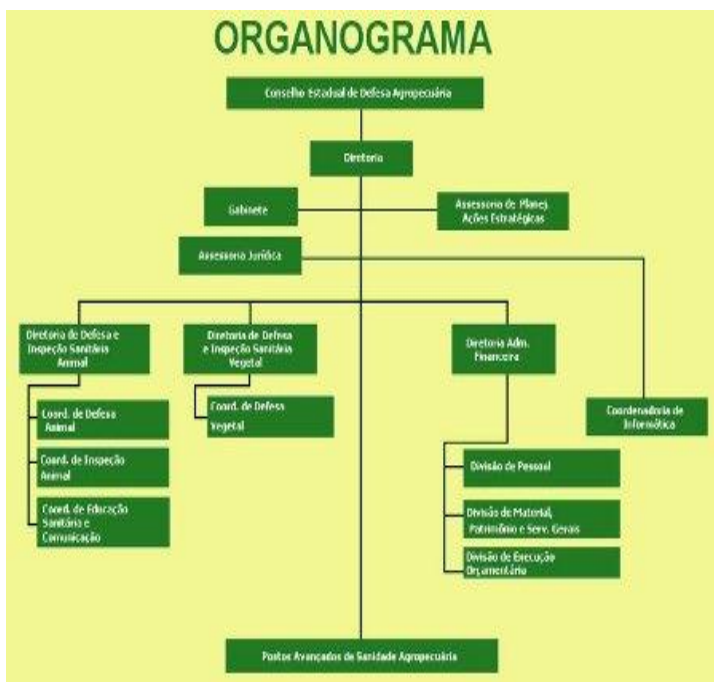 ORGANOGRAMA
Conselho Estadual de Defesa Agropecuária
Diretoria
Gabinete
Assessoria de Planej.
Ações Estratégicas
Assessoria Jurídica
Diretoria de Defesa e
Inspeção Sanitária
Animal
Diretoria de Defesa
e Inspeção Sanitária
Vegetal
Diretoria Adm.
Financeira
Coord. de Defesa
Animal
Coord. de Defesa
Vegetal
Coordenadoria de
Informática
Coord. de Inspeção
Animal
Divisão de Pessoal
Coord. de Educação
Sanitária e
Comunicação
Divisão de Material,
Patrimônio e Serv. Gerais
Divisão de Execução
Orçamentária
Postos Avançados de Sanidade Agropecuária